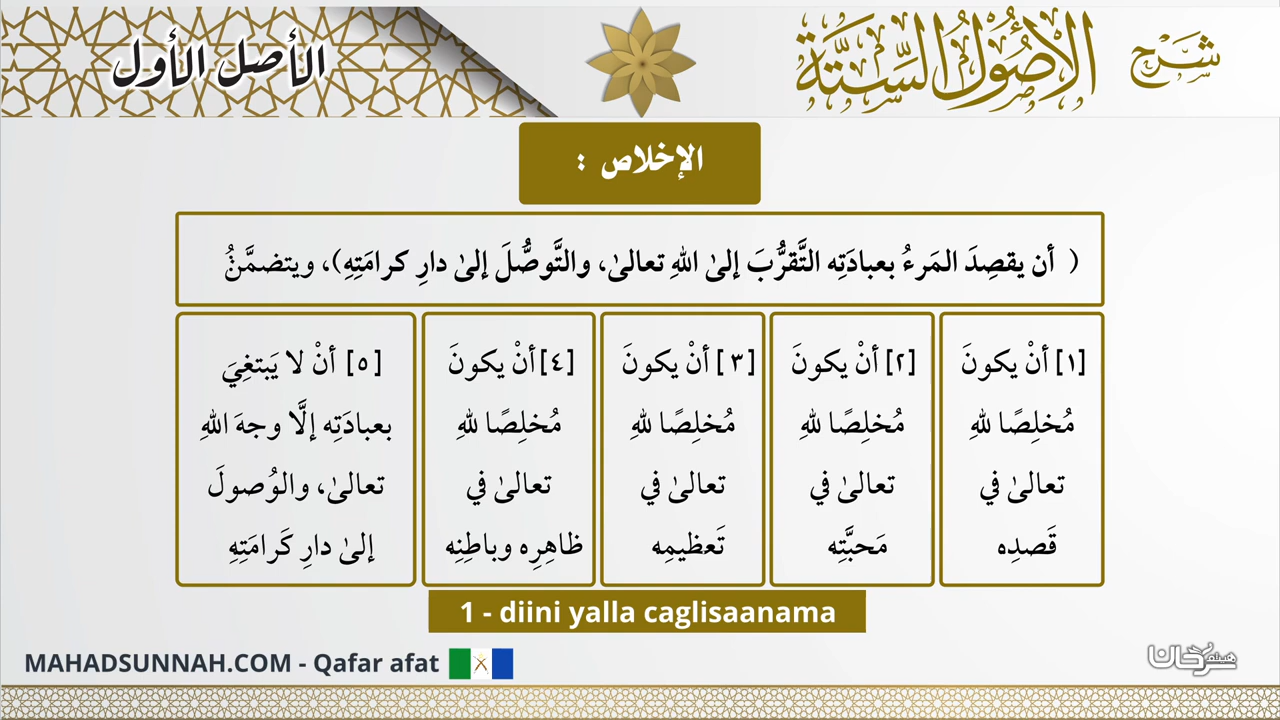 شرح
الأصول الستة
الأصل الأول
الإخلاص :
( أن يقصِدَ المَرءُ بعبادَتِه التَّقرُّبَ إلىٰ اللهِ تعالىٰ، والتَّوصُّلَ إلىٰ دارِ كرامَتِهِ)، ويتضمَّنُ
[١] أنْ يكونَ
مُخلِصًا للهِ
تعالىٰ في
قَصدِه
[٢] أنْ يكونَ
مُخلِصًا للهِ
تعالىٰ في
مَحبَّتِه
[٣] أنْ يكونَ
مُخلِصًا للهِ
تعالىٰ في
تَعظيمِه
[٤] أنْ يكونَ
مُخلِصًا للهِ
تعالىٰ في
ظاهِرِه وباطِنِه
[٥] أنْ لا يَبتغِيَ
بعبادَتِه إلَّا وجهَ اللهِ
تعالىٰ، والوُصولَ
إلىٰ دارِ كَرامَتِهِ
1 - diini yalla caglisaanama
MAHADSUNNAH.COM - Qafar afat
هيثم سرحان